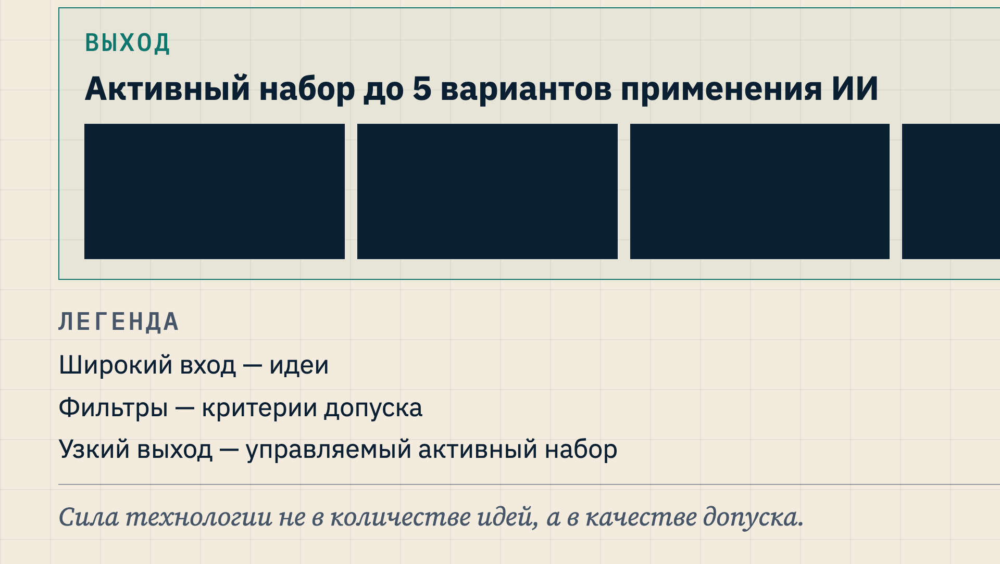 ВЫХОД
Активный набор до 5 вариантов применения ИИ
ЛЕГЕНДА
Широкий вход — идеи
Фильтры — критерии допуска
Узкий выход — управляемый активный набор
Сила технологии не в количестве идей, а в качестве допуска.